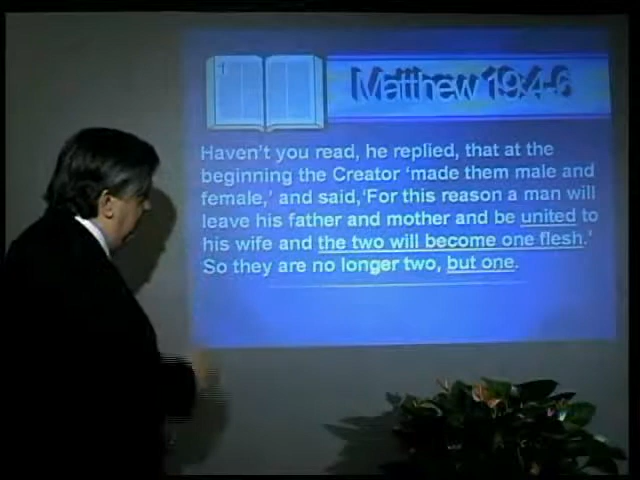 Matthew 19:4-6
Haven't you read, he replied, that at the
beginning the Creator 'made them male and
female,' and said,'For this reason a man will
leave his father and mother and be united to
his wife and the two will become one flesh.'
So they are no longer two, but one.